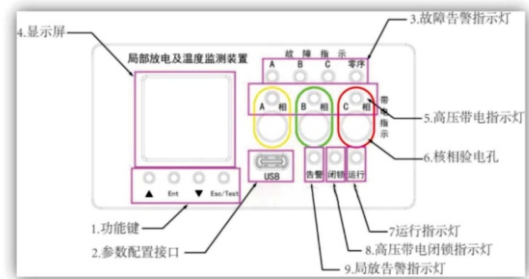 3.故障告警指示灯
4.显示屏
局部放电及温度监测装置
故 障 指 示
A B C 零序
A 相 B 相 C 相
带电指示
5.高压带电指示灯
6.核相验电孔
USB
告警 闭锁 运行
▲ Ent ▼ Esc/Test
1.功能键
7运行指示灯
2.参数配置接口
8.高压带电闭锁指示灯
9.局放告警指示灯